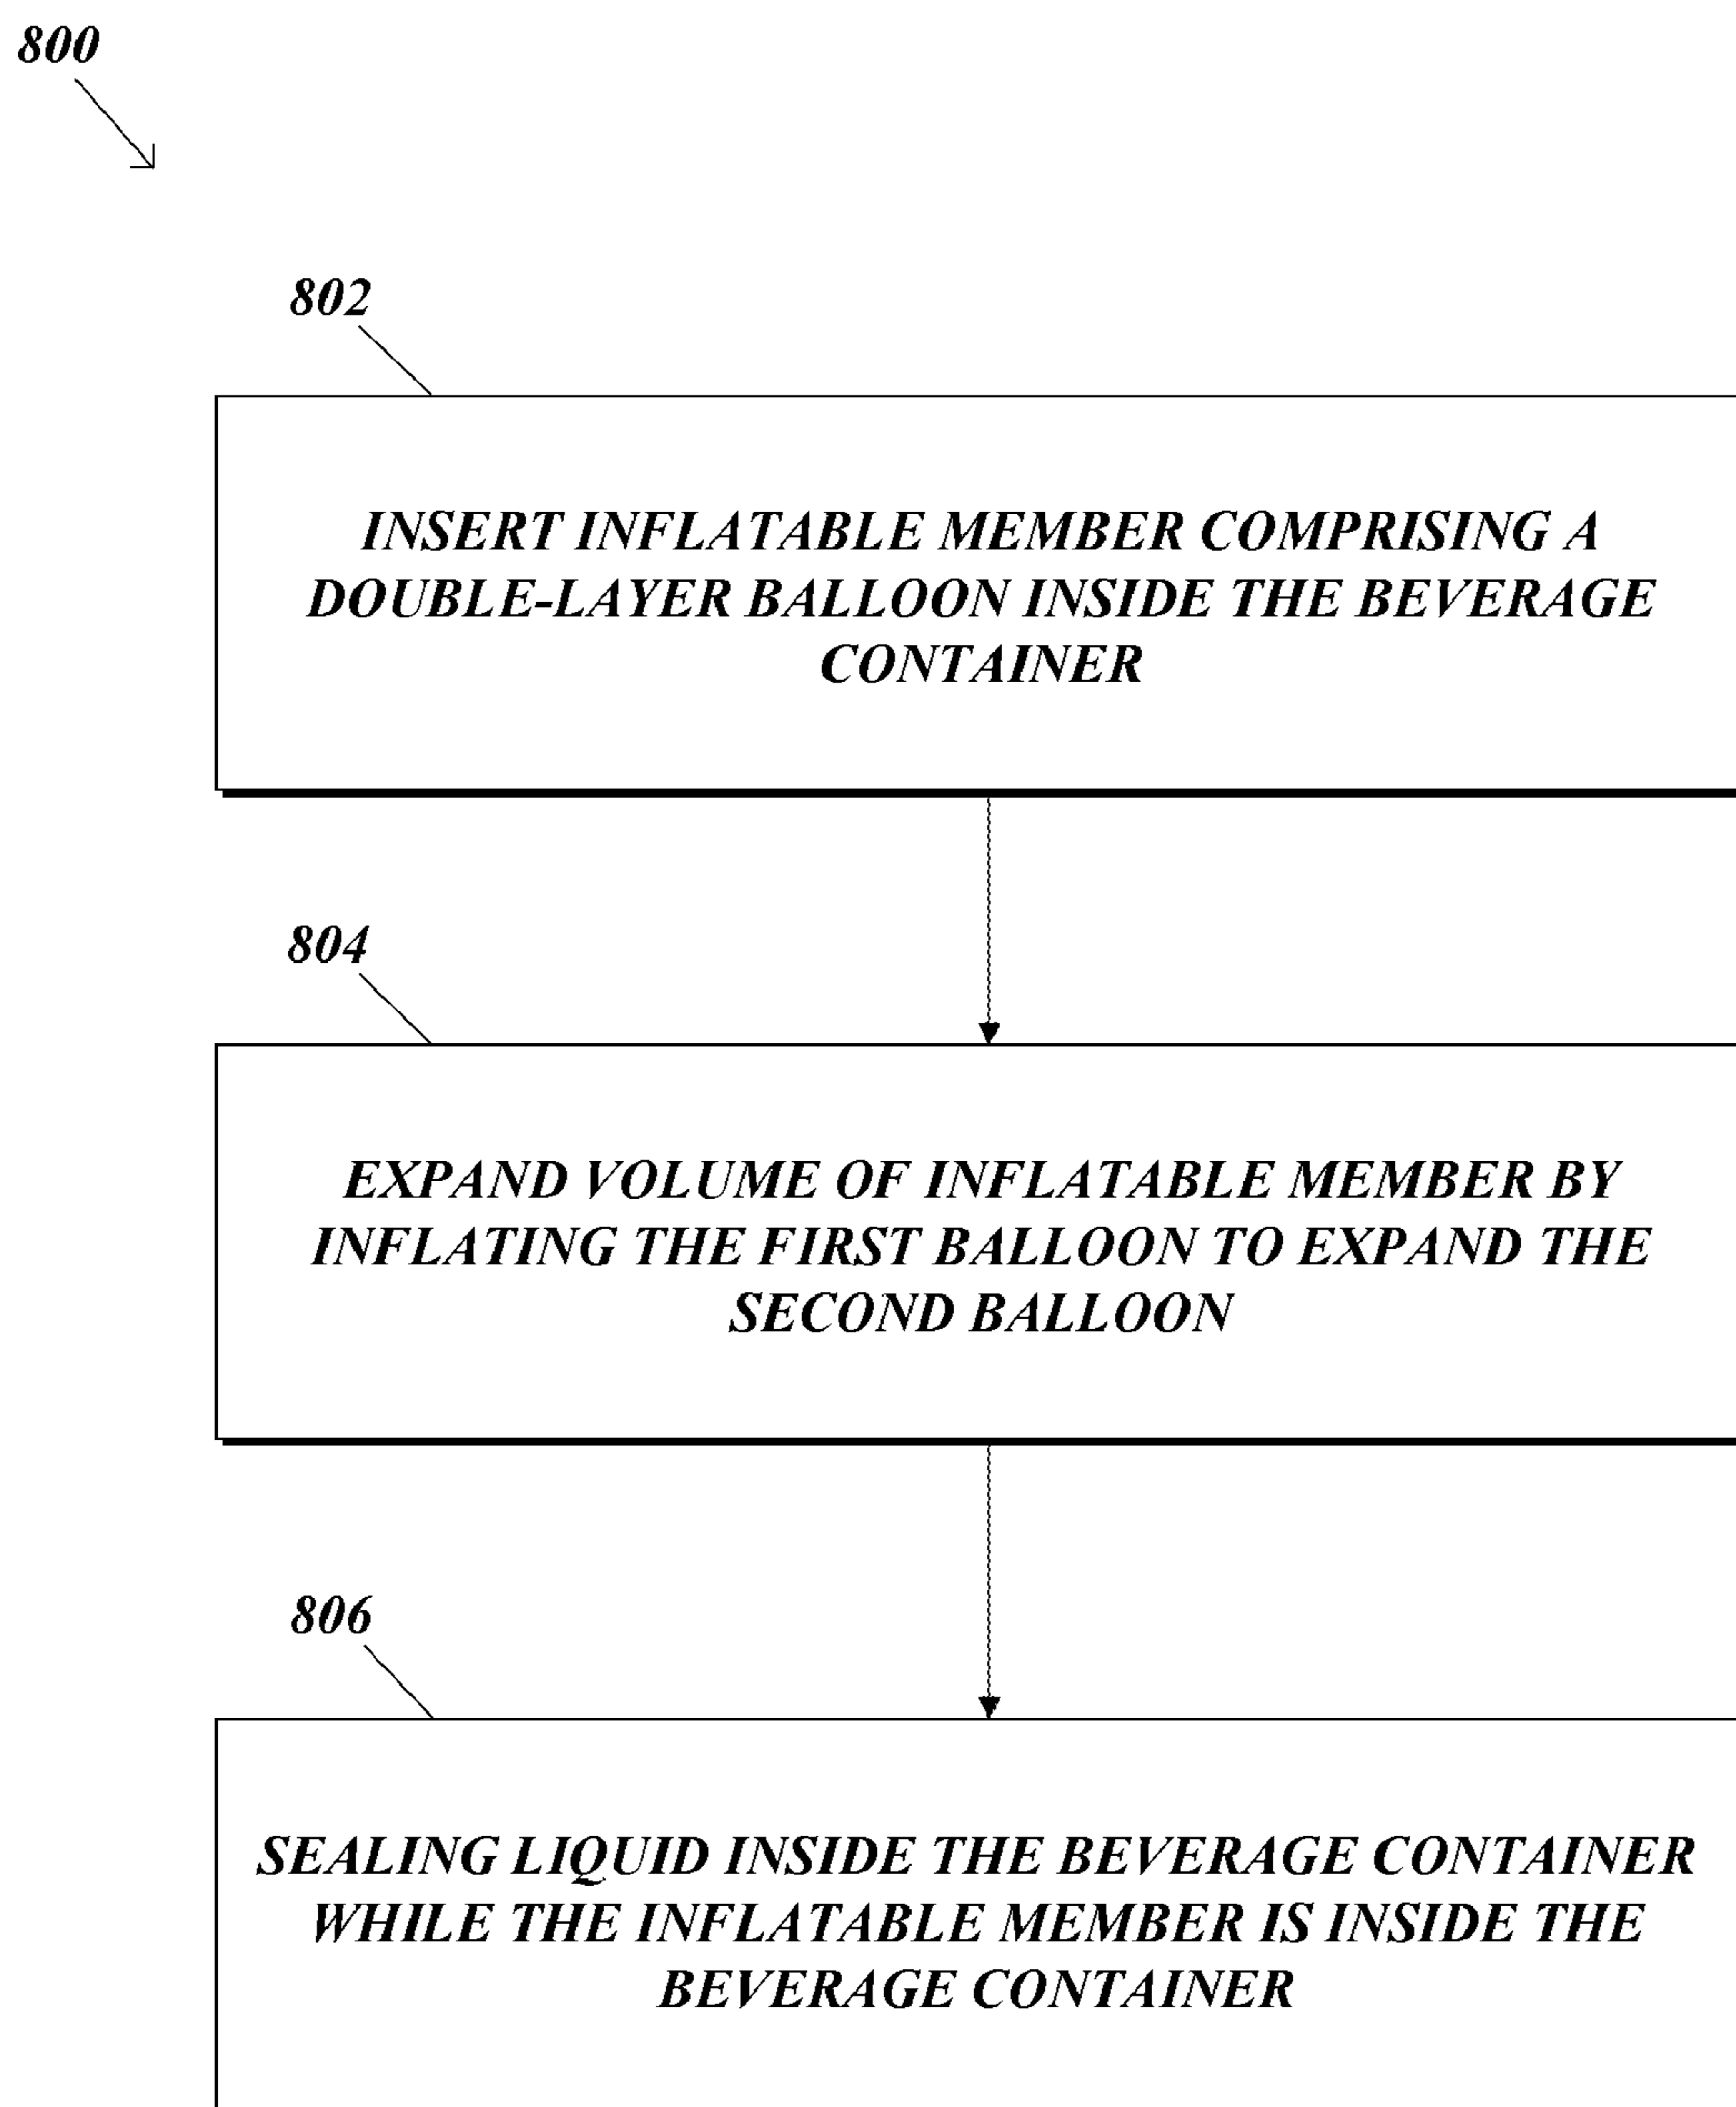 800
802
INSERT INFLATABLE MEMBER COMPRISING A
DOUBLE-LAYER BALLOON INSIDE THE BEVERAGE
CONTAINER
804
EXPAND VOLUME OF INFLATABLE MEMBER BY
INFLATING THE FIRST BALLOON TO EXPAND THE
SECOND BALLOON
806
SEALING LIQUID INSIDE THE BEVERAGE CONTAINER
WHILE THE INFLATABLE MEMBER IS INSIDE THE
BEVERAGE CONTAINER